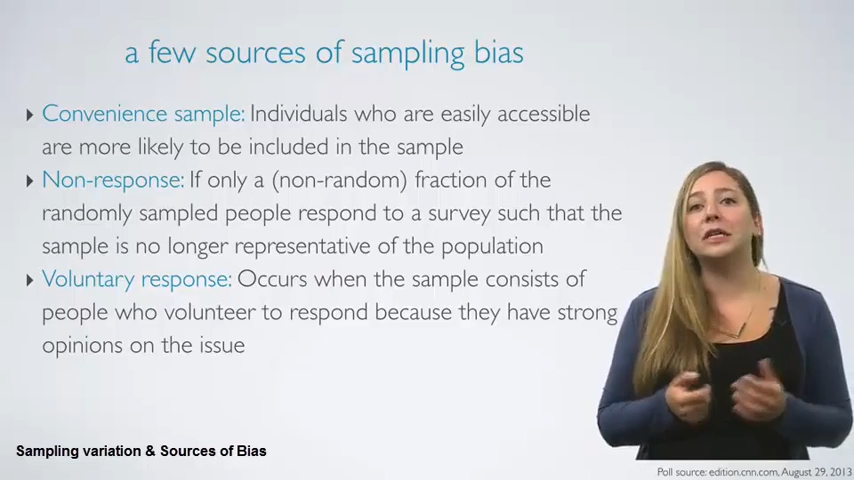 a few sources of sampling bias
Convenience sample: Individuals who are easily accessible
are more likely to be included in the sample
Non-response: If only a (non-random) fraction of the
randomly sampled people respond to a survey such that the
sample is no longer representative of the population
Voluntary response: Occurs when the sample consists of
people who volunteer to respond because they have strong
opinions on the issue
Sampling variation & Sources of Bias
Poll source: edition.cnn.com, August 29, 2013